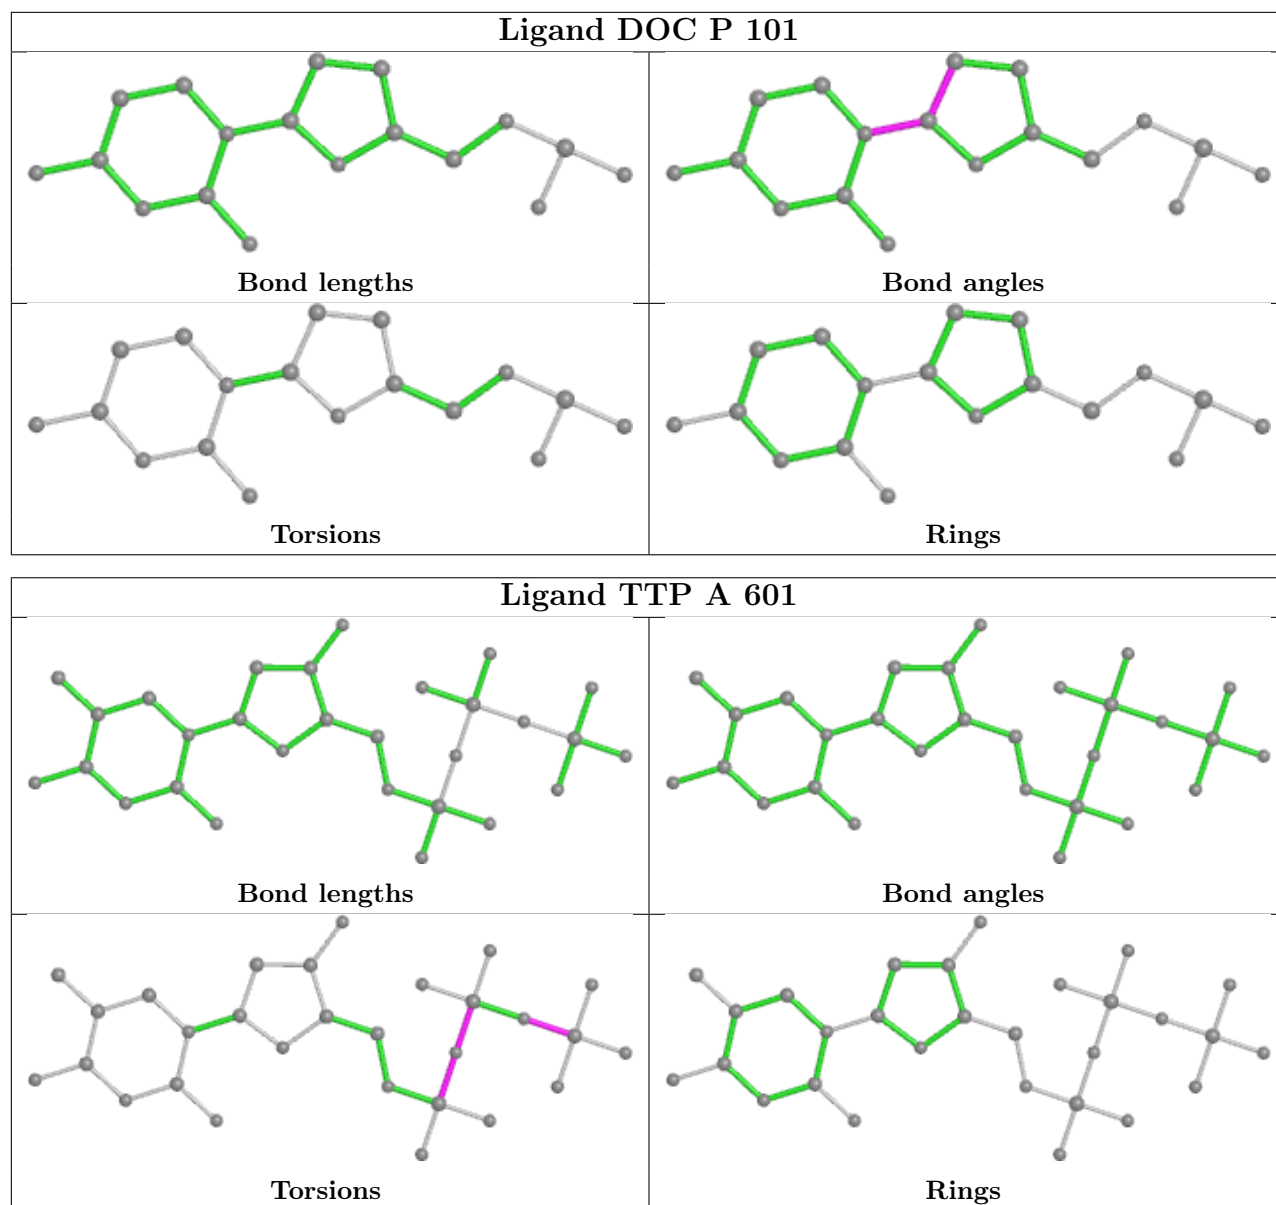 Ligand DOC P 101
Bond lengths
Bond angles
Torsions
Rings
Ligand TTP A 601
Bond lengths
Bond angles
Torsions
Rings